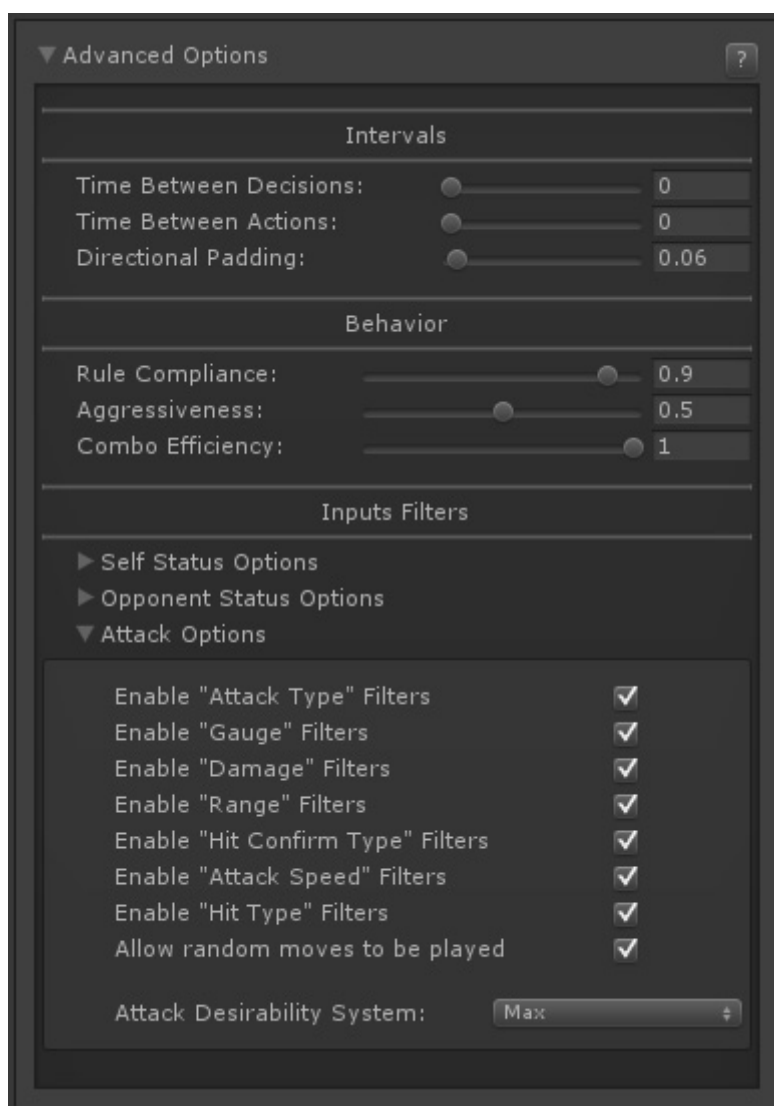 Advanced Options
?
Intervals
Time Between Decisions: 0
Time Between Actions: 0
Directional Padding: 0.06
Behavior
Rule Compliance: 0.9
Aggressiveness: 0.5
Combo Efficiency: 1
Inputs Filters
Self Status Options
Opponent Status Options
Attack Options
Enable "Attack Type" Filters
Enable "Gauge" Filters
Enable "Damage" Filters
Enable "Range" Filters
Enable "Hit Confirm Type" Filters
Enable "Attack Speed" Filters
Enable "Hit Type" Filters
Allow random moves to be played
Attack Desirability System: Max